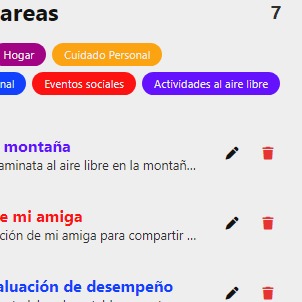 areas 7
Hogar Cuidado Personal
nal Eventos sociales Actividades al aire libre
montaña
aminata al aire libre en la montañ...
e mi amiga
ción de mi amiga para compartir ...
aluación de desempeño